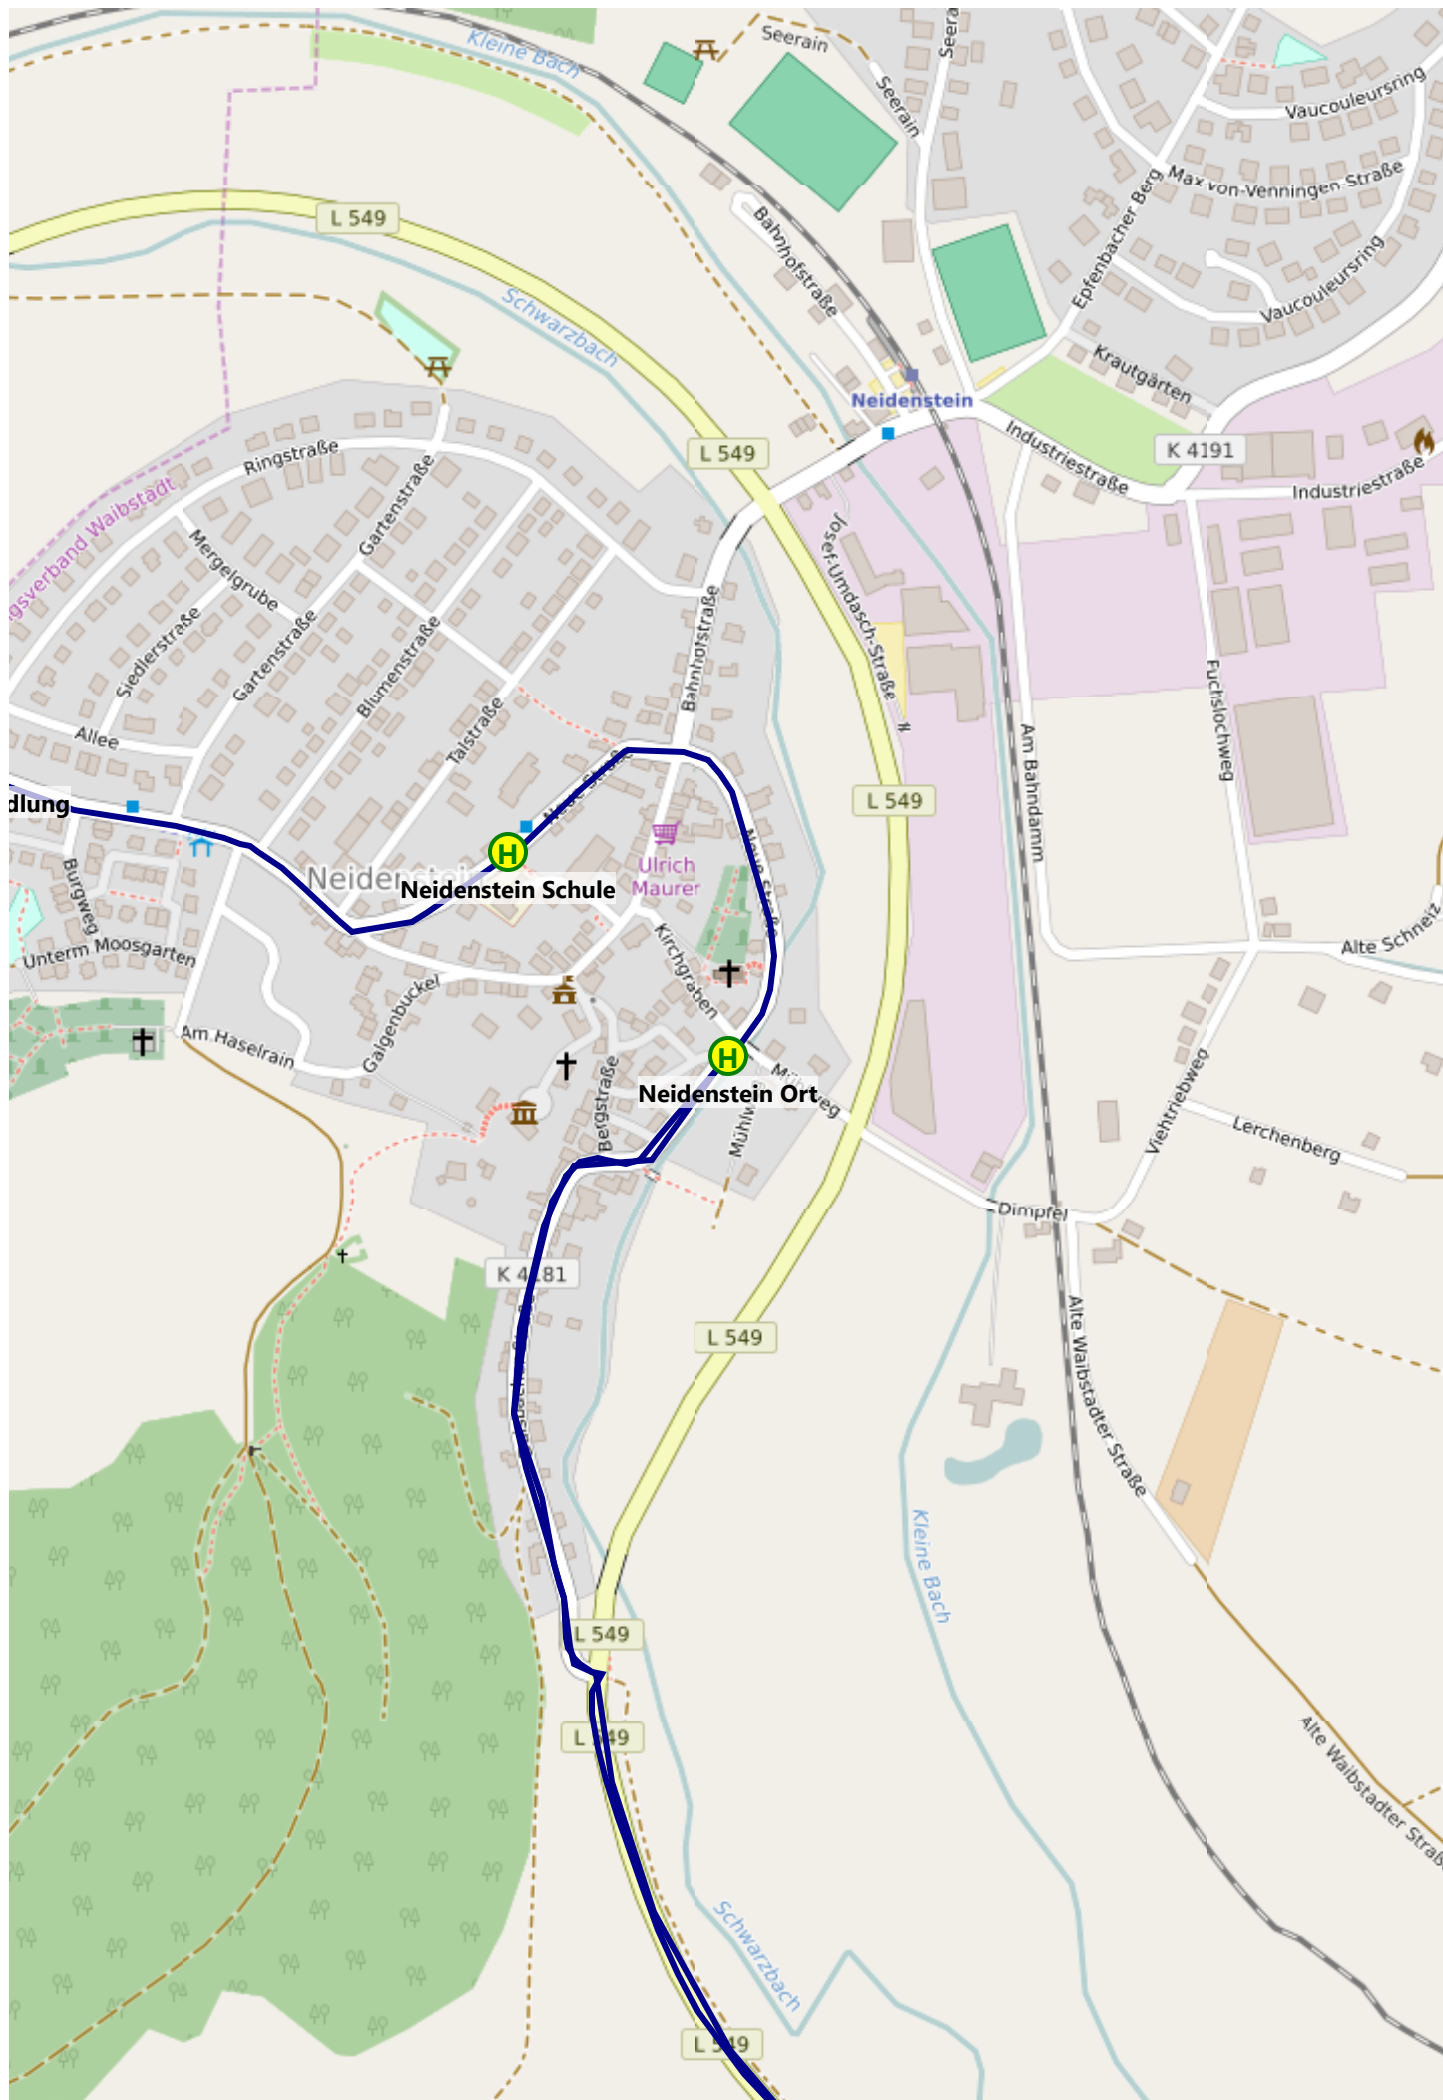 Kleine Bach
Seerain
Seerain
Vaucouleursring
Max-von-Venningen-Straße
Epfenbacher Berg
Vaucouleursring
L 549
Bahnhofstraße
Schwarzbach
Krautgärten
Neidenstein
L 549
K 4191
Industriestraße
Industriestraße
Ringstraße
Gartenstraße
Mergelgrube
Josef-Umdasch-Straße
Siedlerstraße
Gartenstraße
Blumenstraße
Bahnhofstraße
Fuchslochweg
Talstraße
Allee
Am Bahndamm
dlung
L 549
Ulrich
Maurer
Burgweg
Neidenstein Schule
Unterm Moosgarten
Kirchgraben
Alte Schneiz
Galgenbuckel
Am Haselrain
Bergstraße
Neidenstein Ort
Viehtriebweg
Lerchenberg
Dimpfel
K 4181
L 549
Alte Waibstadter Straße
Kleine Bach
L 549
L 549
Alte Waibstadter Straß
Schwarzbach
L 549